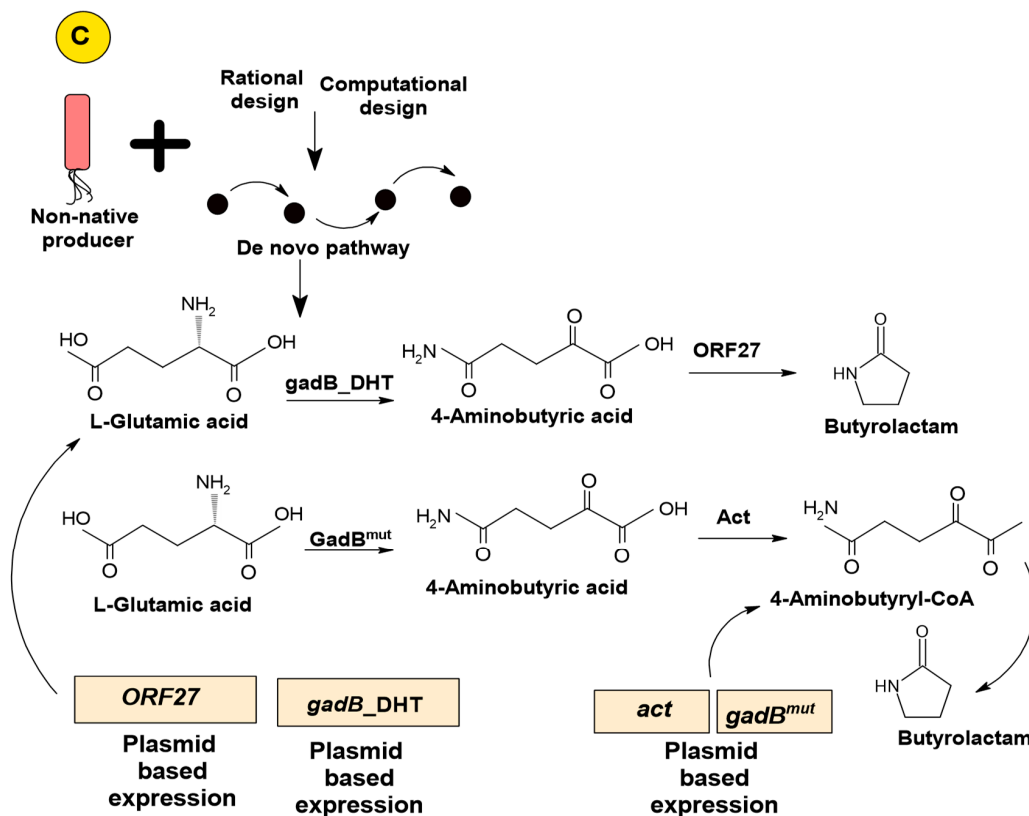 C
Rational
design
Computational
design
Non-native
producer
De novo pathway
NH2
HO
OH
O
O
L-Glutamic acid
gadB_DHT
O
H2N
OH
O
O
4-Aminobutyric acid
ORF27
O
HN
Butyrolactam
NH2
HO
OH
O
O
L-Glutamic acid
GadBmut
O
H2N
OH
O
O
4-Aminobutyric acid
Act
O
H2N
O
O
4-Aminobutyryl-CoA
O
HN
Butyrolactam
ORF27
Plasmid
based
expression
gadB_DHT
Plasmid
based
expression
act
gadBmut
Plasmid
based
expression